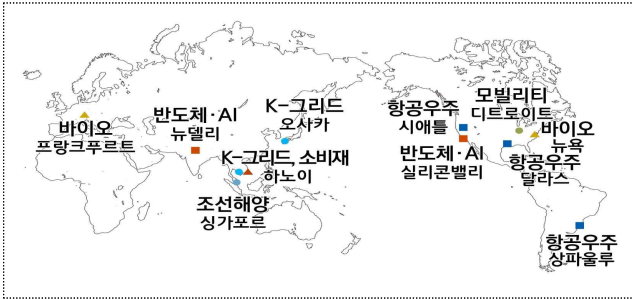 바이오
프랑크푸르트
반도체·AI
뉴델리
K-그리드
오사카
K-그리드, 소비재
하노이
조선해양
싱가포르
항공우주
시애틀
반도체·AI
실리콘밸리
모빌리티
디트로이트
바이오
뉴욕
항공우주
달라스
항공우주
상파울루